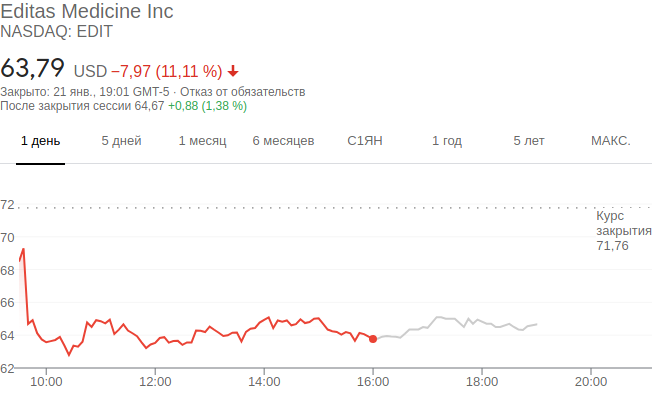 Editas Medicine Inc
NASDAQ: EDIT
63,79 USD −7,97 (11,11 %)
Закрыто: 21 янв., 19:01 GMT-5 · Отказ от обязательств
После закрытия сессии 64,67 +0,88 (1,38 %)
1 день 5 дней 1 месяц 6 месяцев С1ЯН 1 год 5 лет МАКС.
72
Курс
закрытия
71,76
70
68
66
64
62
10:00 12:00 14:00 16:00 18:00 20:00